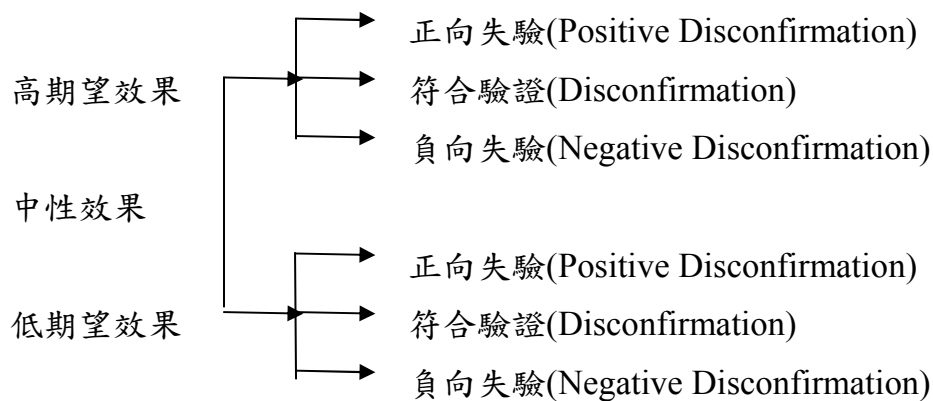 正向失驗(Positive Disconfirmation)
高期望效果
符合驗證(Disconfirmation)
負向失驗(Negative Disconfirmation)
中性效果
正向失驗(Positive Disconfirmation)
低期望效果
符合驗證(Disconfirmation)
負向失驗(Negative Disconfirmation)